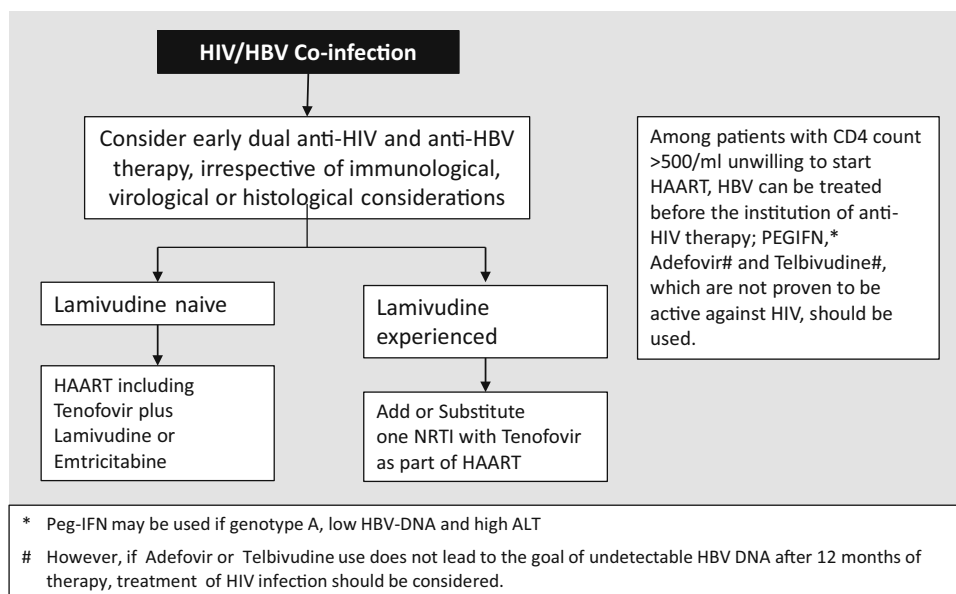 HIV/HBV Co-infection
Consider early dual anti-HIV and anti-HBV
therapy, irrespective of immunological,
virological or histological considerations
Among patients with CD4 count
>500/ml unwilling to start
HAART, HBV can be treated
before the institution of anti-
HIV therapy; PEGIFN,*
Adefovir# and Telbivudine#,
which are not proven to be
active against HIV, should be
used.
Lamivudine naive
Lamivudine
experienced
HAART including
Tenofovir plus
Lamivudine or
Emtricitabine
Add or Substitute
one NRTI with Tenofovir
as part of HAART
* Peg-IFN may be used if genotype A, low HBV-DNA and high ALT
# However, if Adefovir or Telbivudine use does not lead to the goal of undetectable HBV DNA after 12 months of
therapy, treatment of HIV infection should be considered.